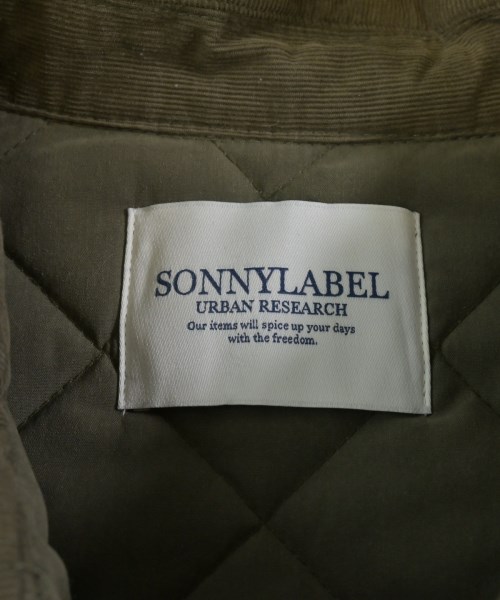 SONNYLABEL
URBAN RESEARCH
Our items will spice up your days
with the freedom.